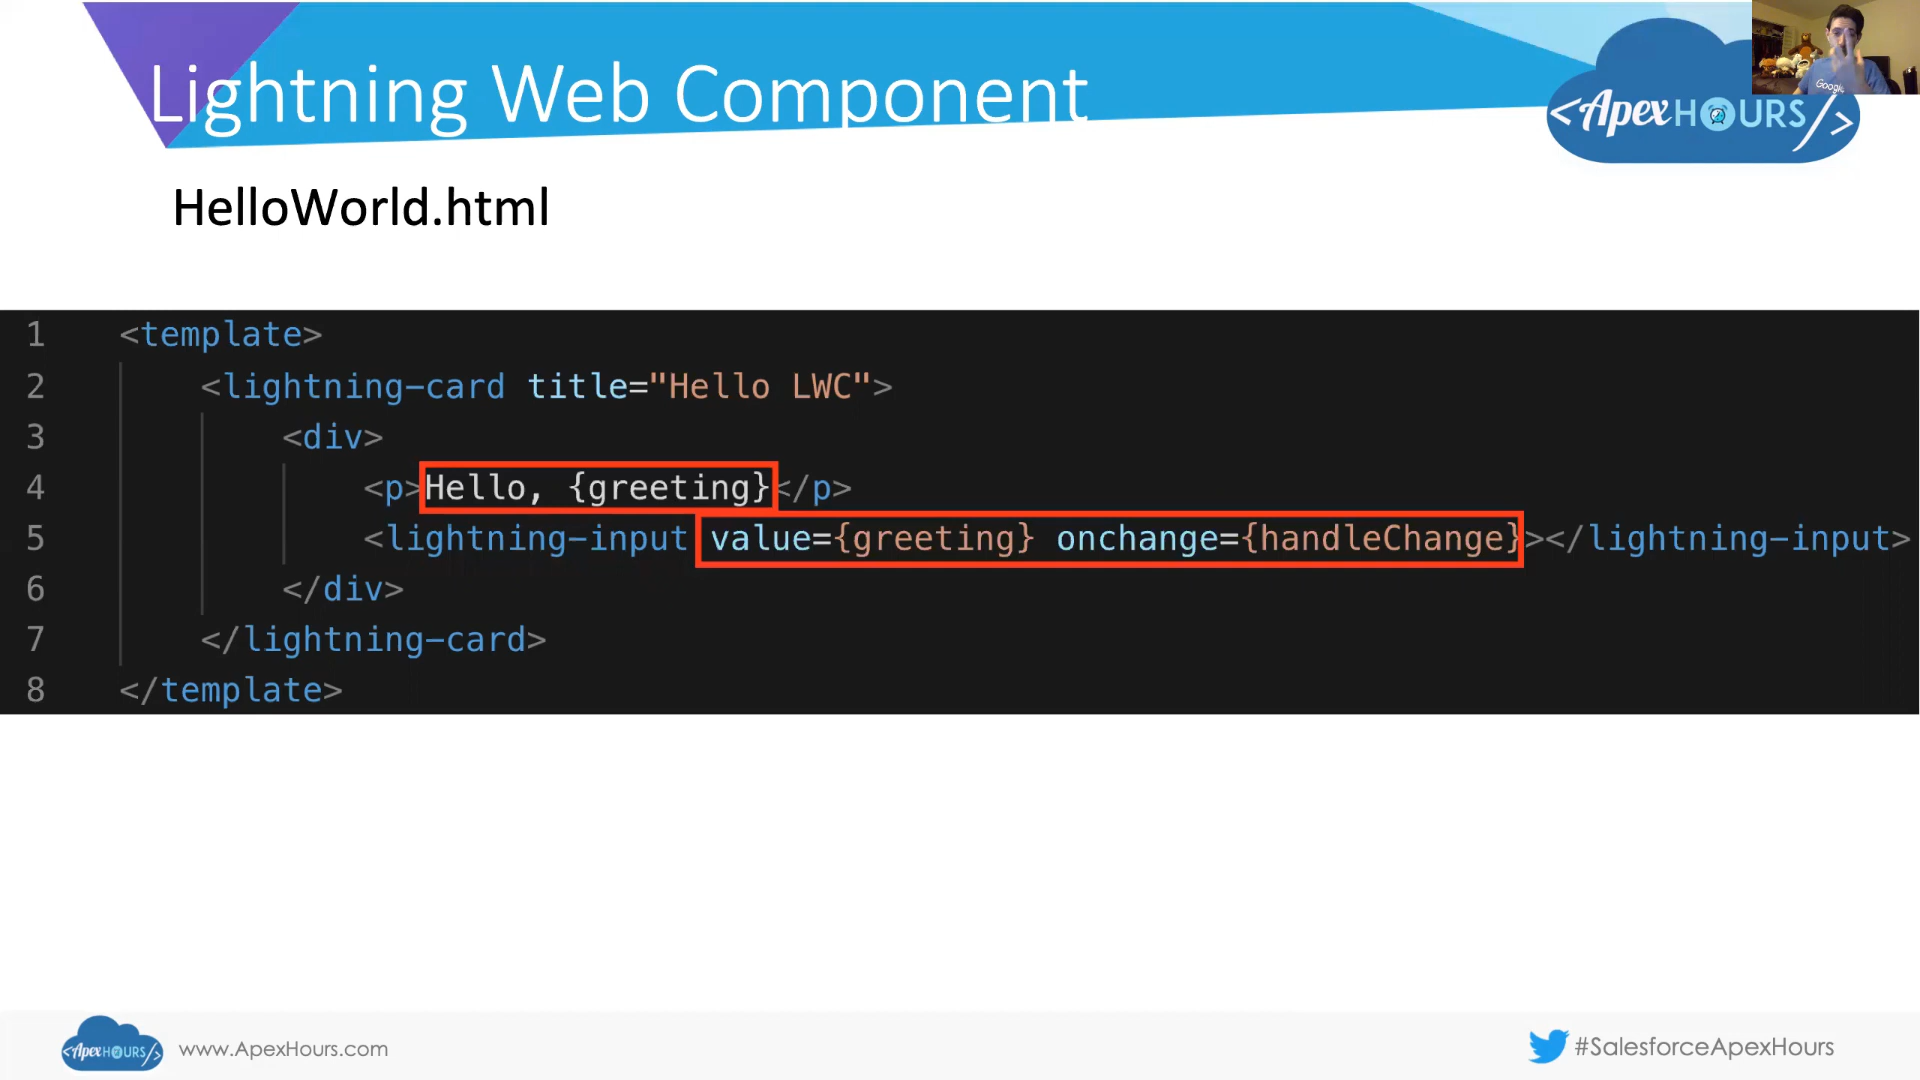 Lightning Web Component
<ApexHOURS/>
Google
HelloWorld.html
1 <template>
2 <lightning-card title="Hello LWC">
3 <div>
4 <p>Hello, {greeting}</p>
5 <lightning-input value={greeting} onchange={handleChange}></lightning-input>
6 </div>
7 </lightning-card>
8 </template>
<ApexHOURS/> www.ApexHours.com
#SalesforceApexHours